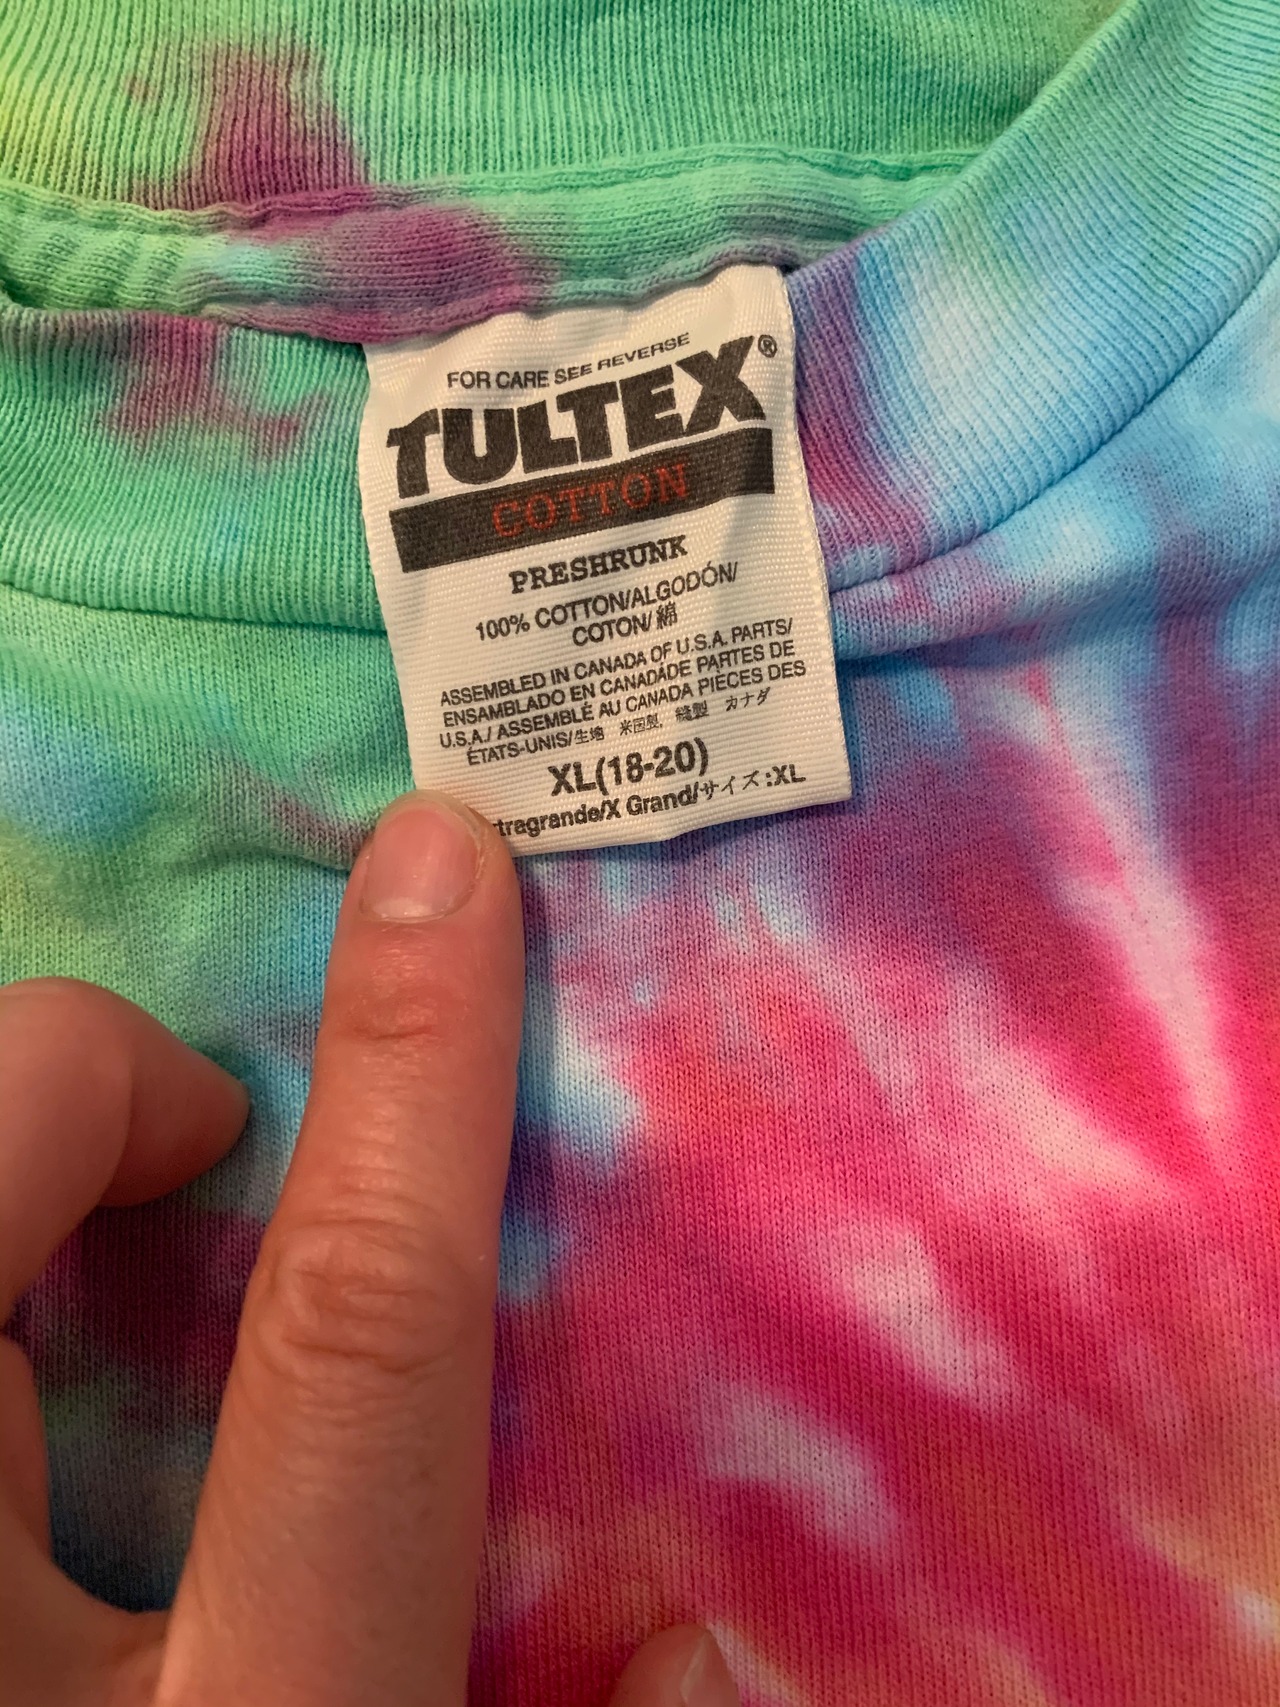 FOR CARE SEE REVERSE
TULTEX®
COTTON
PRESHRUNK
100% COTTON/ALGODÓN/
COTON/綿
ASSEMBLED IN CANADA OF U.S.A. PARTS/
ENSAMBLADO EN CANADÁDE PARTES DE
U.S.A./ ASSEMBLÉ AU CANADA PIÈCES DES
ÉTATS-UNIS/生地 米国製, 縫製 カナダ
XL(18-20)
tragrande/X Grand/サイズ:XL